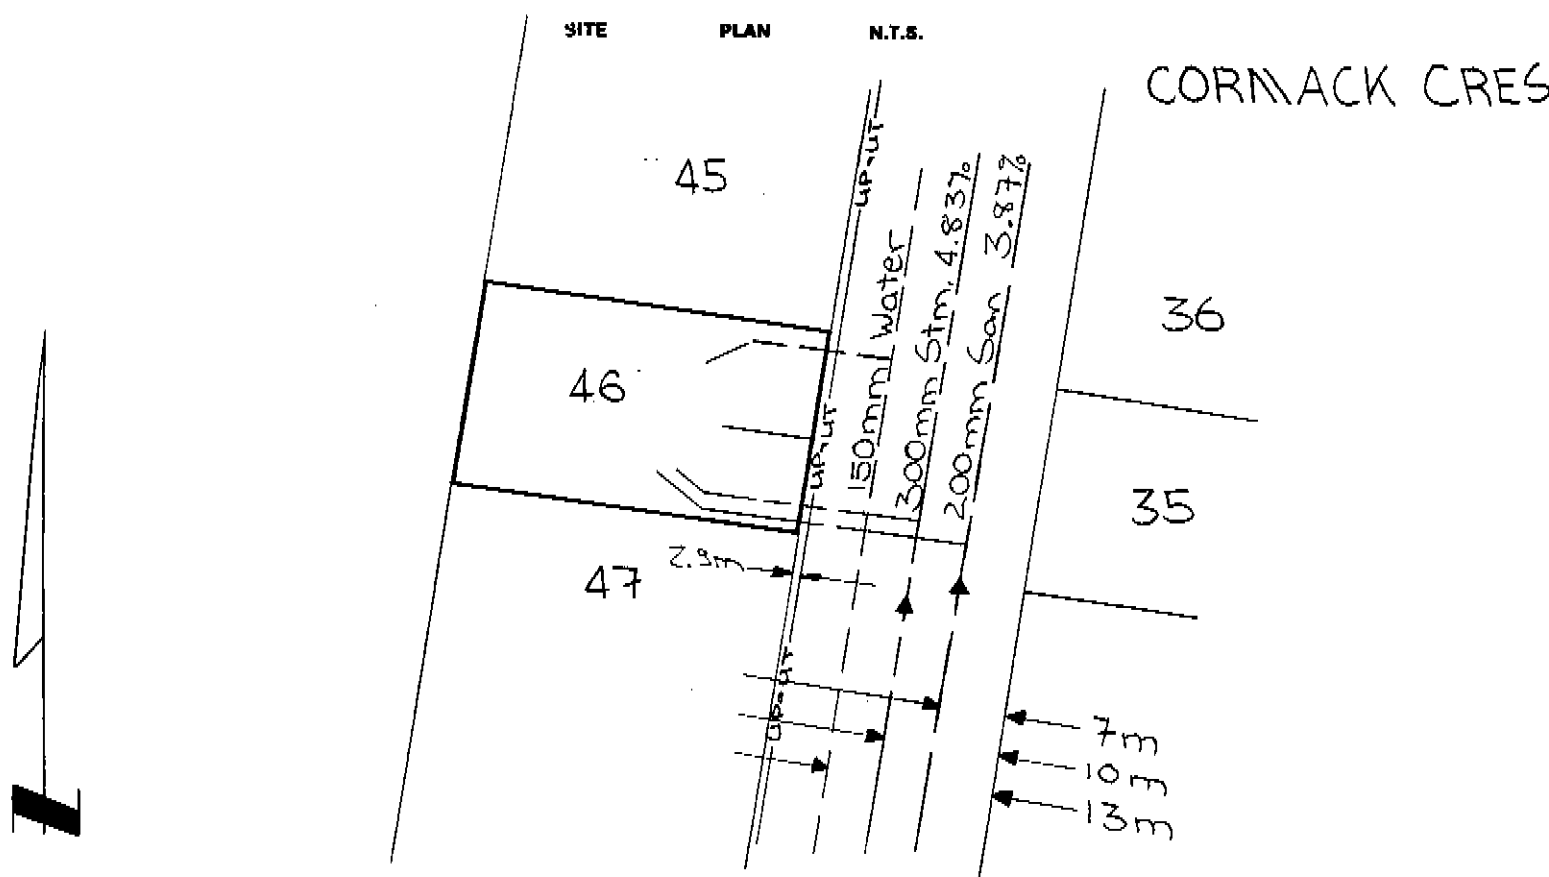 SITE PLAN N.T.S.
CORMACK CRES
45
UP-UT
150mm Water
300mm Stm. 4.83%
200mm San 3.87%
36
46
UP-UT
35
47
2.9m
UP-UT
7m
10m
13m